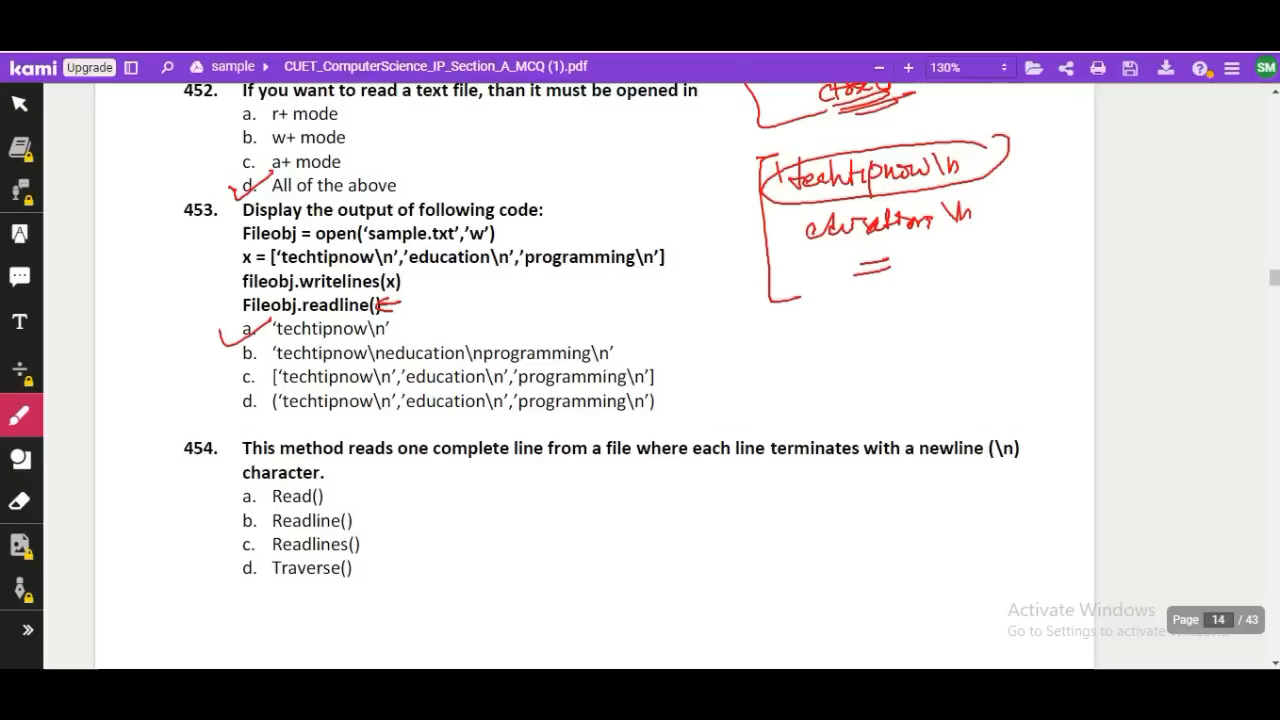 kami Upgrade sample CUET_ComputerScience_IP_Section_A_MCQ (1).pdf 130% SM
452. If you want to read a text file, than it must be opened in
a. r+ mode
b. w+ mode
c. a+ mode
d. All of the above
453. Display the output of following code:
Fileobj = open(‘sample.txt’,’w’)
x = [‘techtipnow\n’,’education\n’,’programming\n’]
fileobj.writelines(x)
Fileobj.readline()
a. ‘techtipnow\n’
b. ‘techtipnow\neducation\nprogramming\n’
c. [‘techtipnow\n’,’education\n’,’programming\n’]
d. (‘techtipnow\n’,’education\n’,’programming\n’)
techtipnow\n
education \n
454. This method reads one complete line from a file where each line terminates with a newline (\n)
character.
a. Read()
b. Readline()
c. Readlines()
d. Traverse()
Activate Windows
Go to Settings to activate
Page 14 / 43